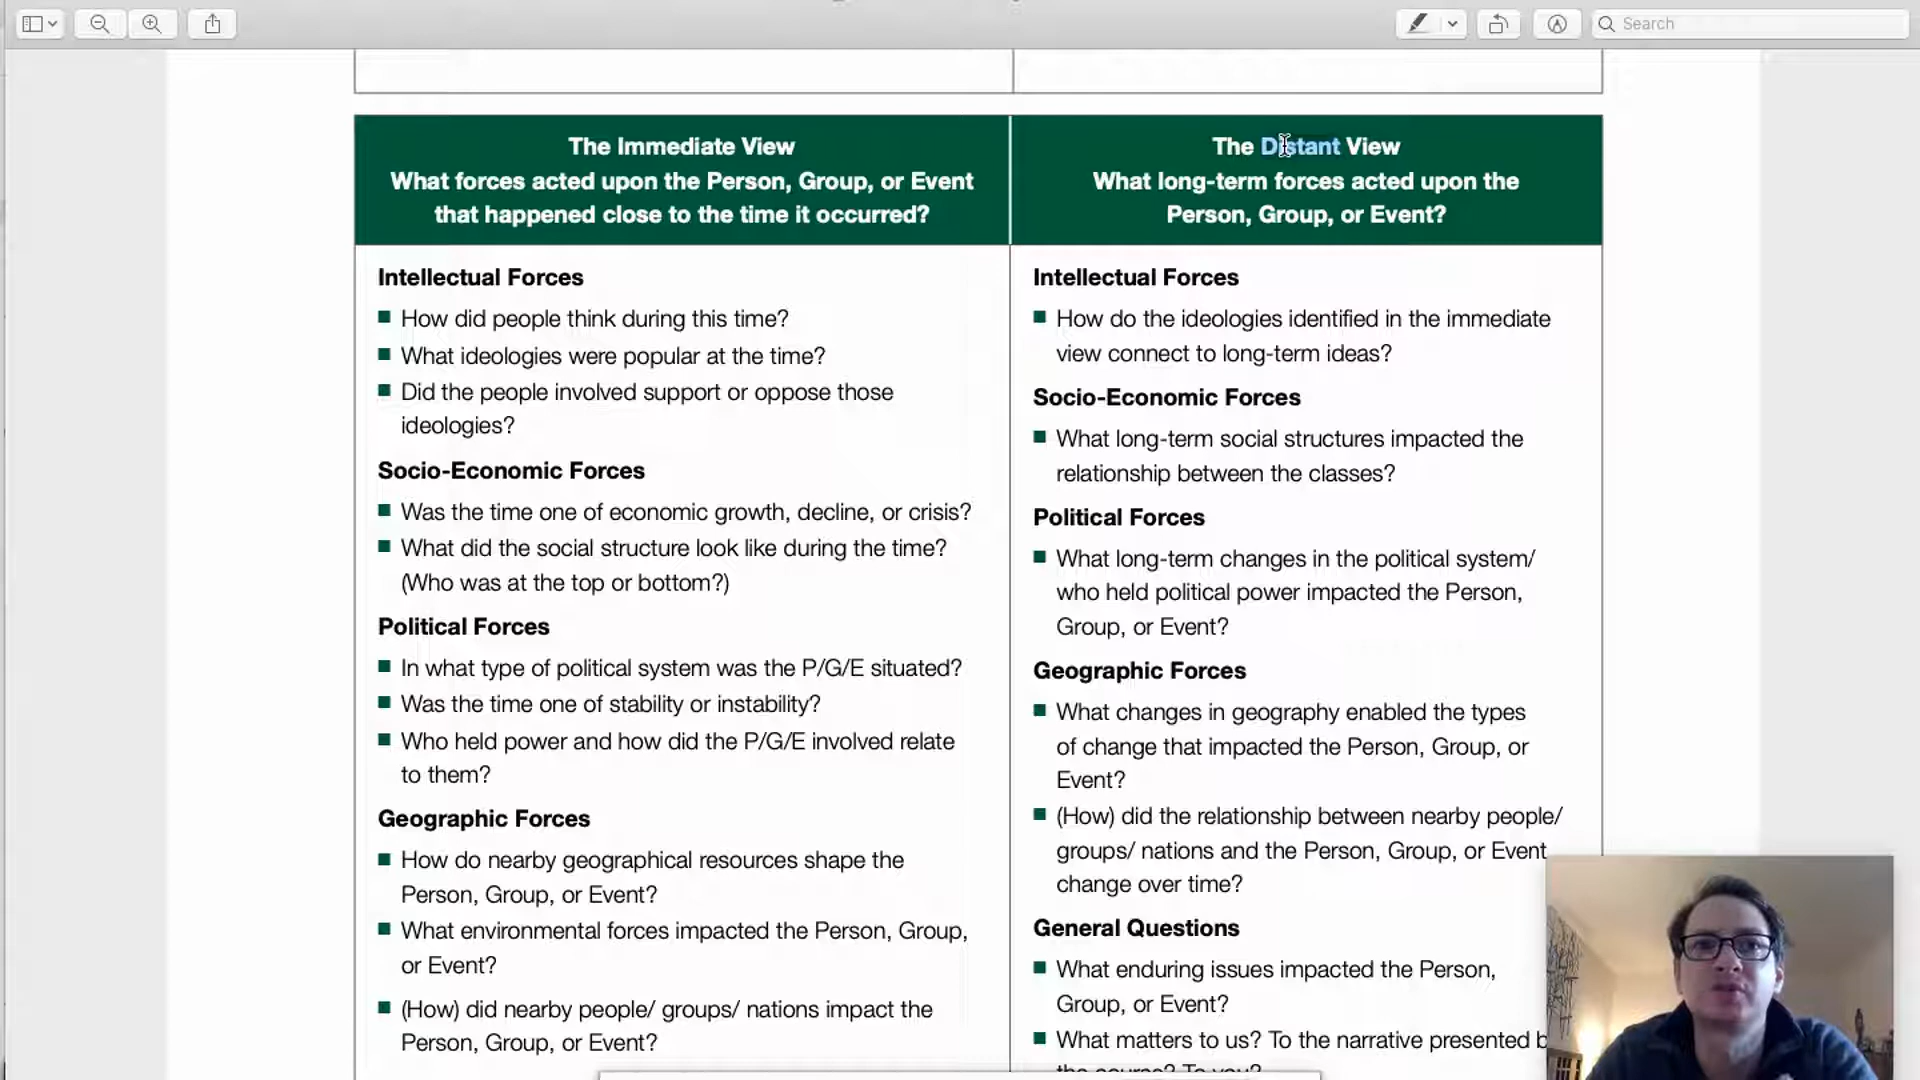 Search
The Immediate View
What forces acted upon the Person, Group, or Event
that happened close to the time it occurred?
The Distant View
What long-term forces acted upon the
Person, Group, or Event?
Intellectual Forces
■ How did people think during this time?
■ What ideologies were popular at the time?
■ Did the people involved support or oppose those
ideologies?
Socio-Economic Forces
■ Was the time one of economic growth, decline, or crisis?
■ What did the social structure look like during the time?
(Who was at the top or bottom?)
Political Forces
■ In what type of political system was the P/G/E situated?
■ Was the time one of stability or instability?
■ Who held power and how did the P/G/E involved relate
to them?
Geographic Forces
■ How do nearby geographical resources shape the
Person, Group, or Event?
■ What environmental forces impacted the Person, Group,
or Event?
■ (How) did nearby people/ groups/ nations impact the
Person, Group, or Event?
Intellectual Forces
■ How do the ideologies identified in the immediate
view connect to long-term ideas?
Socio-Economic Forces
■ What long-term social structures impacted the
relationship between the classes?
Political Forces
■ What long-term changes in the political system/
who held political power impacted the Person,
Group, or Event?
Geographic Forces
■ What changes in geography enabled the types
of change that impacted the Person, Group, or
Event?
■ (How) did the relationship between nearby people/
groups/ nations and the Person, Group, or Event
change over time?
General Questions
■ What enduring issues impacted the Person,
Group, or Event?
■ What matters to us? To the narrative presented
the course? To you?